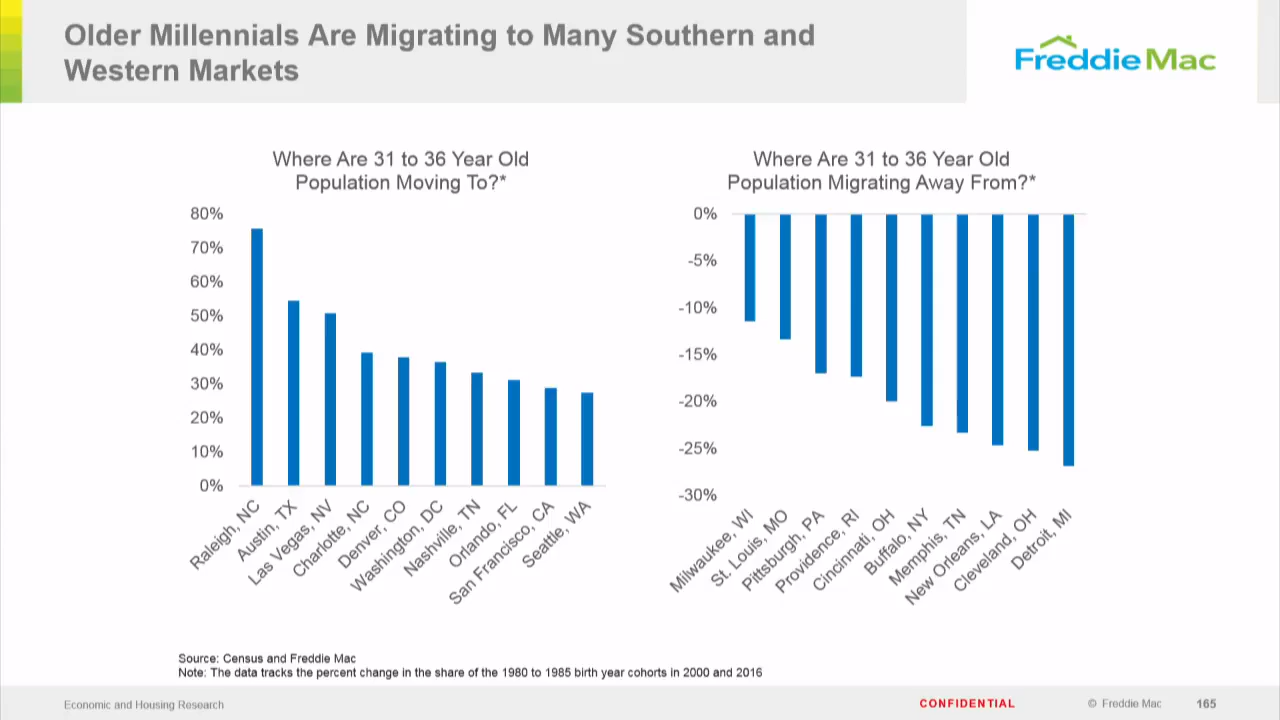 Older Millennials Are Migrating to Many Southern and
Western Markets
Freddie Mac
Where Are 31 to 36 Year Old
Population Moving To?*
80%
70%
60%
50%
40%
30%
20%
10%
0%
Raleigh, NC
Austin, TX
Las Vegas, NV
Charlotte, NC
Denver, CO
Washington, DC
Nashville, TN
Orlando, FL
San Francisco, CA
Seattle, WA
Where Are 31 to 36 Year Old
Population Migrating Away From?*
0%
-5%
-10%
-15%
-20%
-25%
-30%
Milwaukee, WI
St. Louis, MO
Pittsburgh, PA
Providence, RI
Cincinnati, OH
Buffalo, NY
Memphis, TN
New Orleans, LA
Cleveland, OH
Detroit, MI
Source: Census and Freddie Mac
Note: The data tracks the percent change in the share of the 1980 to 1985 birth year cohorts in 2000 and 2016
Economic and Housing Research
CONFIDENTIAL
© Freddie Mac
165